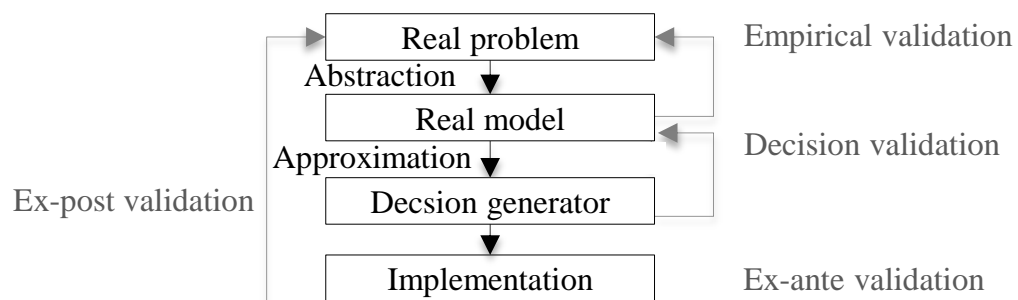 Real problem
Empirical validation
Abstraction
Real model
Decision validation
Approximation
Ex-post validation
Decsion generator
Implementation
Ex-ante validation